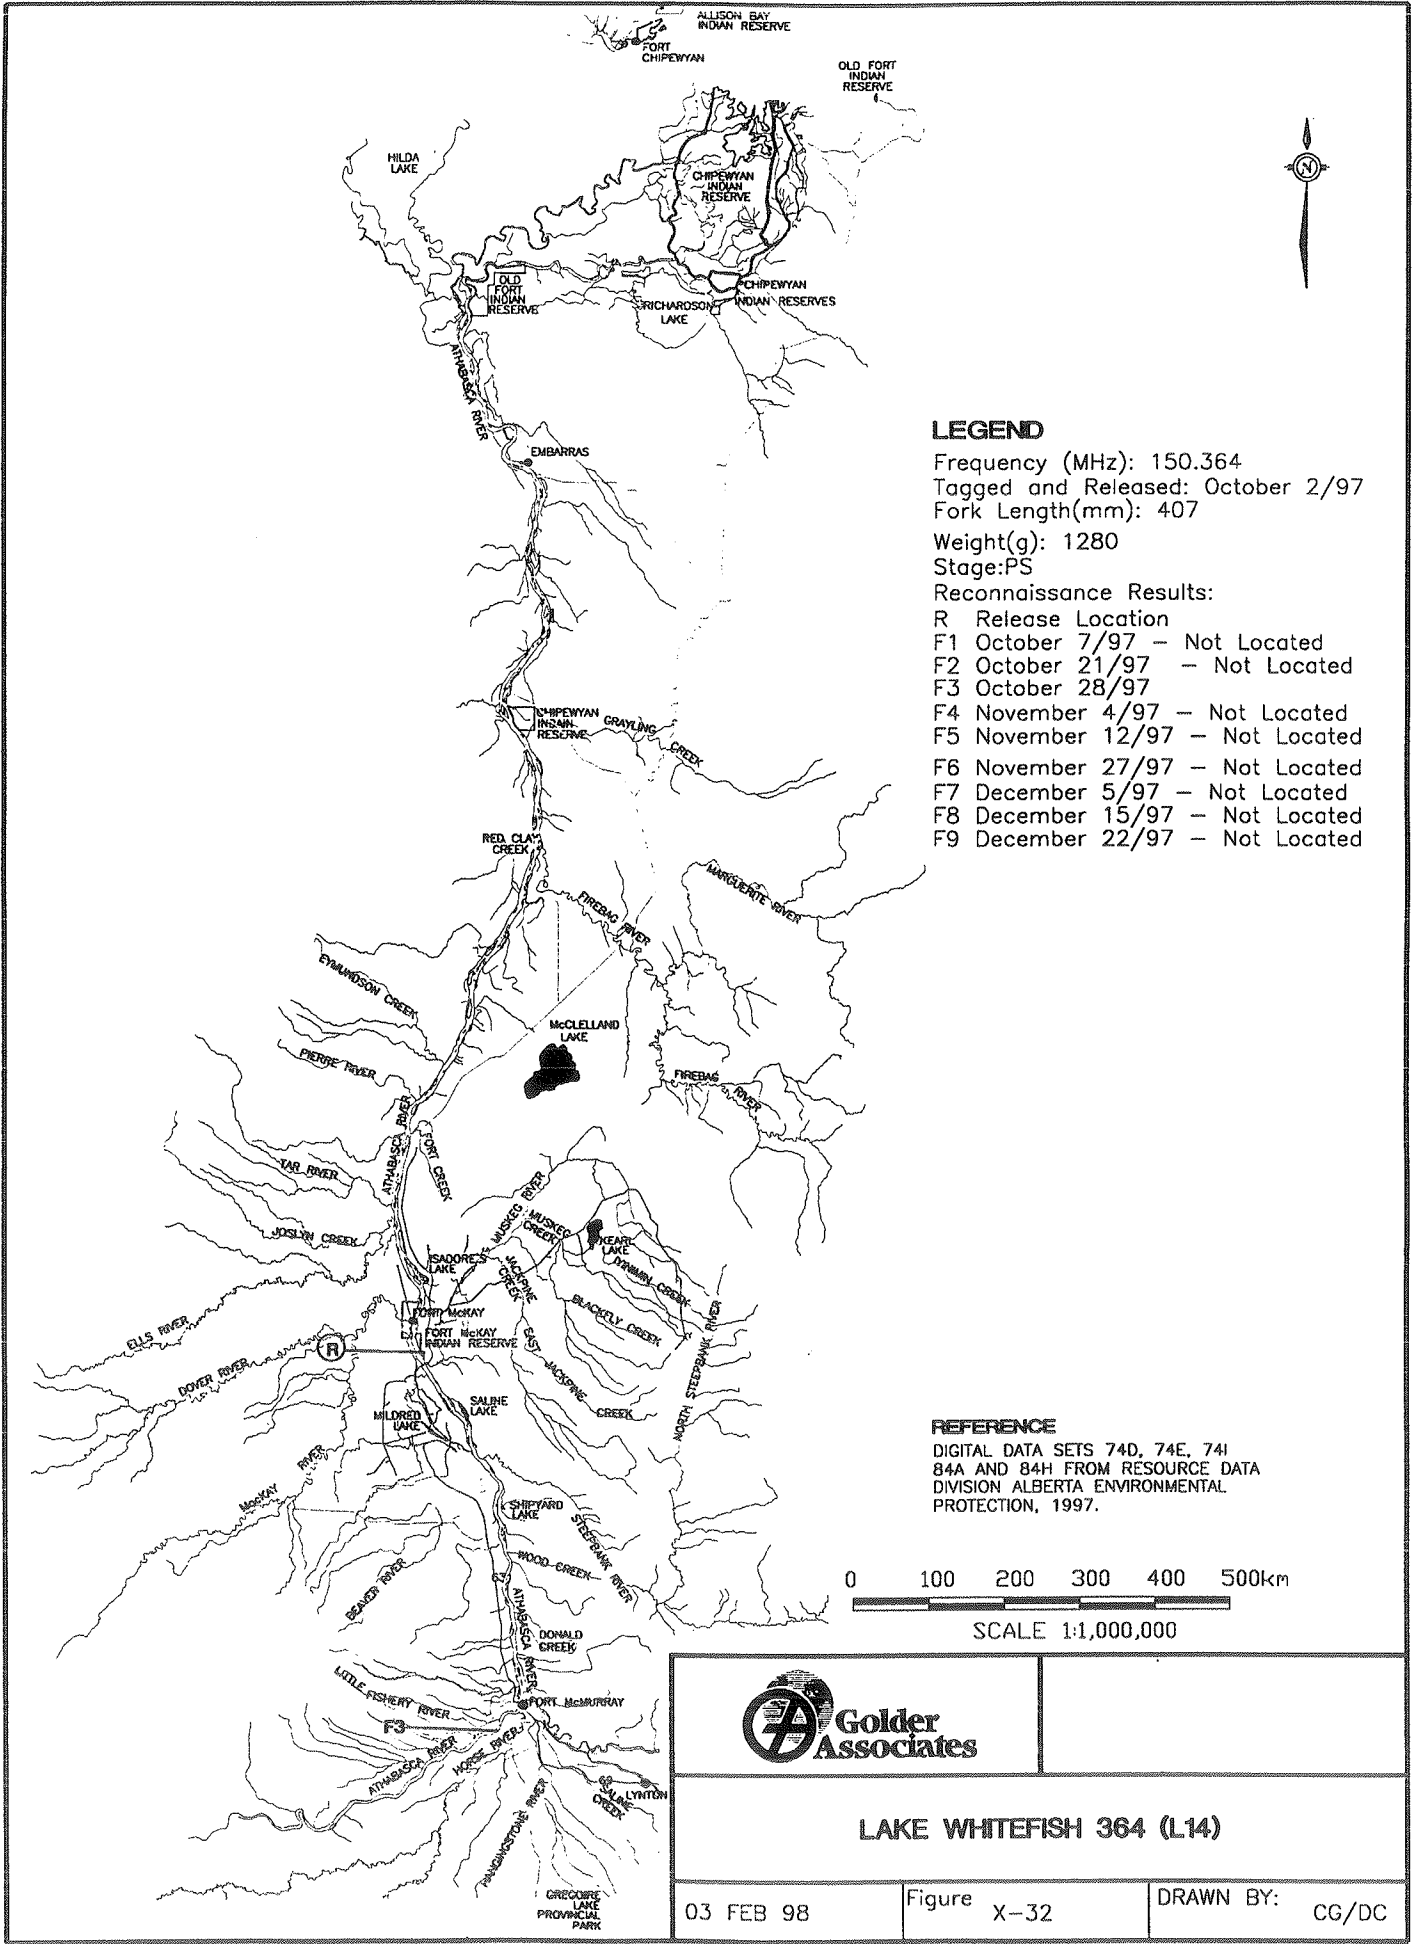 ALLISON BAY
INDIAN RESERVE
FORT
CHIPEWYAN
OLD FORT
INDIAN
RESERVE
HILDA
LAKE
N
CHIPEWYAN
INDIAN
RESERVE
OLD
FORT
INDIAN
RESERVE
CHIPEWYAN
INDIAN RESERVES
RICHARDSON
LAKE
ATHABASCA RIVER
EMBARRAS
LEGEND
Frequency (MHz): 150.364
Tagged and Released: October 2/97
Fork Length(mm): 407
Weight(g): 1280
Stage:PS
Reconnaissance Results:
R Release Location
F1 October 7/97 – Not Located
F2 October 21/97 – Not Located
F3 October 28/97
F4 November 4/97 – Not Located
F5 November 12/97 – Not Located
F6 November 27/97 – Not Located
F7 December 5/97 – Not Located
F8 December 15/97 – Not Located
F9 December 22/97 – Not Located
CHIPEWYAN
INDAIN
RESERVE
GRAYLING
CREEK
RED CLAY
CREEK
MARGUERITE RIVER
FIREBAG RIVER
EYMUNDSON CREEK
McCLELLAND
LAKE
PIERRE RIVER
FIREBAG RIVER
ATHABASCA RIVER
FORT CREEK
TAR RIVER
MUSKEG RIVER
MUSKEG
CREEK
JOSLYN CREEK
KEARL
LAKE
ISADORE'S
LAKE
JACKPINE
CREEK
IYINIMIN CREEK
BLACKFLY CREEK
FORT McKAY
FORT McKAY
INDIAN RESERVE
ELLS RIVER
R
EAST JACKPINE CREEK
NORTH STEEPBANK RIVER
DOVER RIVER
SALINE
LAKE
MILDRED
LAKE
McKAY RIVER
REFERENCE
DIGITAL DATA SETS 74D, 74E, 74I
84A AND 84H FROM RESOURCE DATA
DIVISION ALBERTA ENVIRONMENTAL
PROTECTION, 1997.
SHIPYARD
LAKE
STEEPBANK RIVER
WOOD CREEK
BEAVER RIVER
63
ATHABASCA RIVER
DONALD
CREEK
0 100 200 300 400 500km
SCALE 1:1,000,000
LITTLE FISHERY RIVER
FORT McMURRAY
F3
ATHABASCA RIVER
HORSE RIVER
69
SALINE
CREEK
LYNTON
HANGINGSTONE RIVER
GREGOIRE
LAKE
PROVINCIAL
PARK
Golder
Associates
LAKE WHITEFISH 364 (L14)
03 FEB 98
Figure
X-32
DRAWN BY:
CG/DC